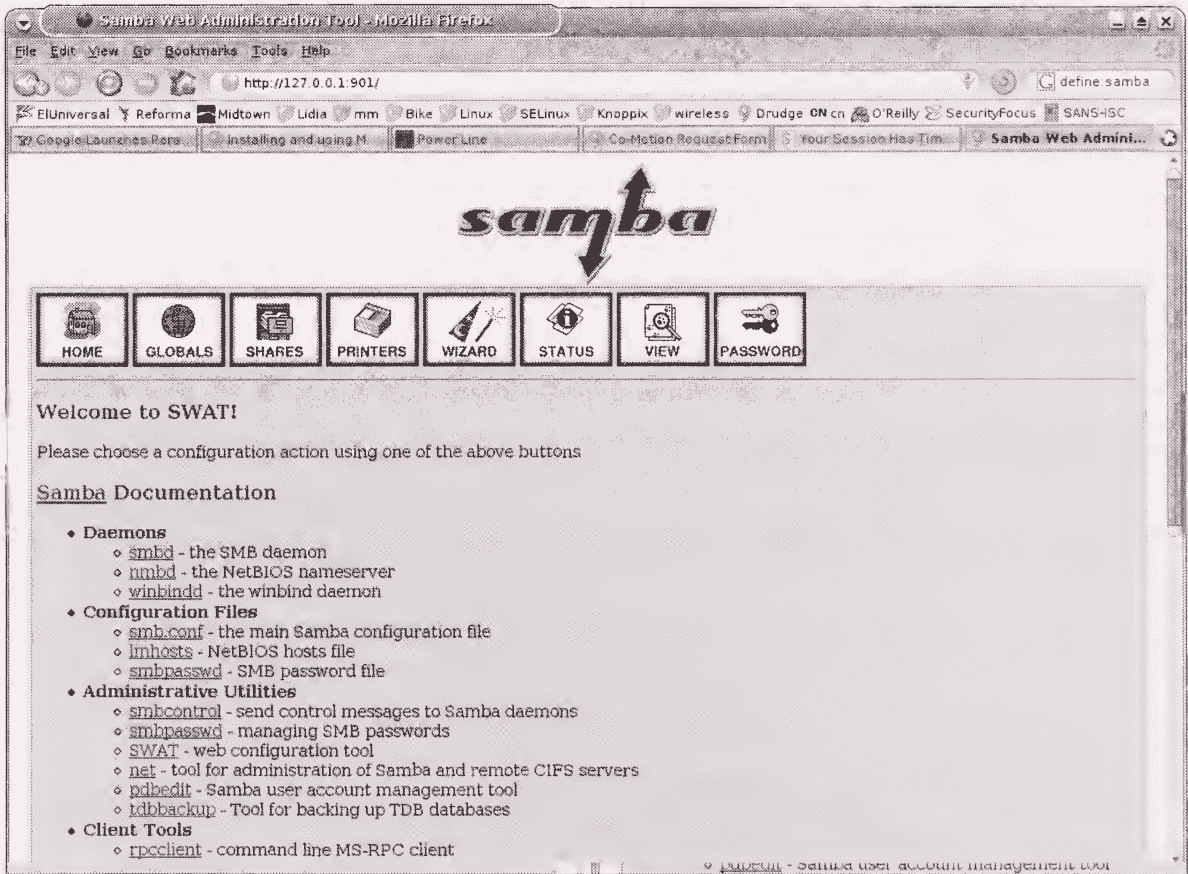 Samba Web Administration Tool - Mozilla Firefox
File Edit View Go Bookmarks Tools Help
http://127.0.0.1:901/
define: samba
ElUniversal Reforma Midtown Lidia mm Bike Linux SELinux Knoppix wireless Drudge cn O'Reilly SecurityFocus SANS-ISC
Google Launches Pers... Installing and using M... Power Line Co-Motion Request Form Your Session Has Tim... Samba Web Admini...
samba
HOME GLOBALS SHARES PRINTERS WIZARD STATUS VIEW PASSWORD
Welcome to SWAT!
Please choose a configuration action using one of the above buttons
Samba Documentation
• Daemons
◦ smbd - the SMB daemon
◦ nmbd - the NetBIOS nameserver
◦ winbindd - the winbind daemon
• Configuration Files
◦ smb.conf - the main Samba configuration file
◦ lmhosts - NetBIOS hosts file
◦ smbpasswd - SMB password file
• Administrative Utilities
◦ smbcontrol - send control messages to Samba daemons
◦ smbpasswd - managing SMB passwords
◦ SWAT - web configuration tool
◦ net - tool for administration of Samba and remote CIFS servers
◦ pdbedit - Samba user account management tool
◦ tdbbackup - Tool for backing up TDB databases
• Client Tools
◦ rpcclient - command line MS-RPC client
◦ pdbedit - Samba user account management tool